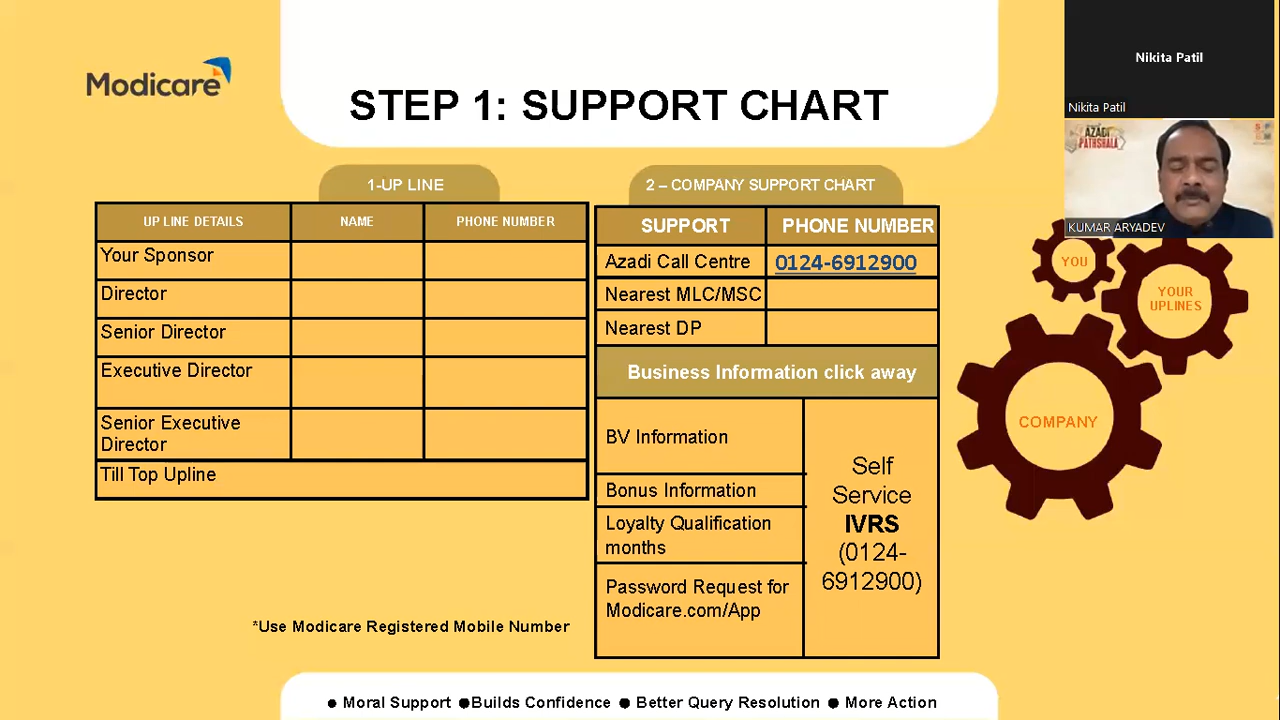 Modicare
STEP 1: SUPPORT CHART
1-UP LINE
UP LINE DETAILS NAME PHONE NUMBER
Your Sponsor
Director
Senior Director
Executive Director
Senior Executive
Director
Till Top Upline
*Use Modicare Registered Mobile Number
2 – COMPANY SUPPORT CHART
SUPPORT PHONE NUMBER
Azadi Call Centre 0124-6912900
Nearest MLC/MSC
Nearest DP
Business Information click away
BV Information
Bonus Information
Loyalty Qualification
months
Password Request for
Modicare.com/App
Self
Service
IVRS
(0124-
6912900)
Nikita Patil
Nikita Patil
AZADI
PATHSHALA
KUMAR ARYADEV
YOU
YOUR
UPLINES
COMPANY
● Moral Support ●Builds Confidence ● Better Query Resolution ● More Action